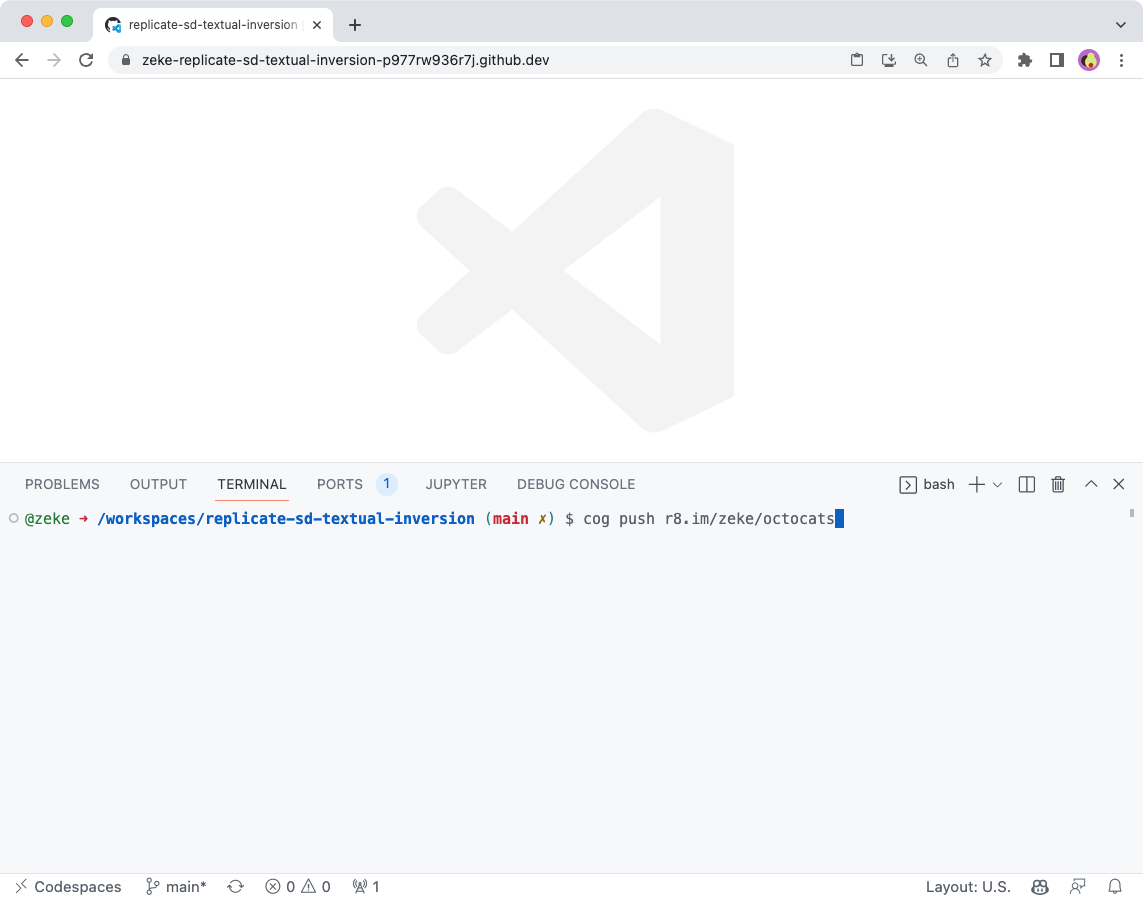 replicate-sd-textual-inversion
zeke-replicate-sd-textual-inversion-p977rw936r7j.github.dev
PROBLEMS OUTPUT TERMINAL PORTS 1 JUPYTER DEBUG CONSOLE bash
@zeke ➜ /workspaces/replicate-sd-textual-inversion (main ✗) $ cog push r8.im/zeke/octocats
Codespaces main* 0 0 1 Layout: U.S.